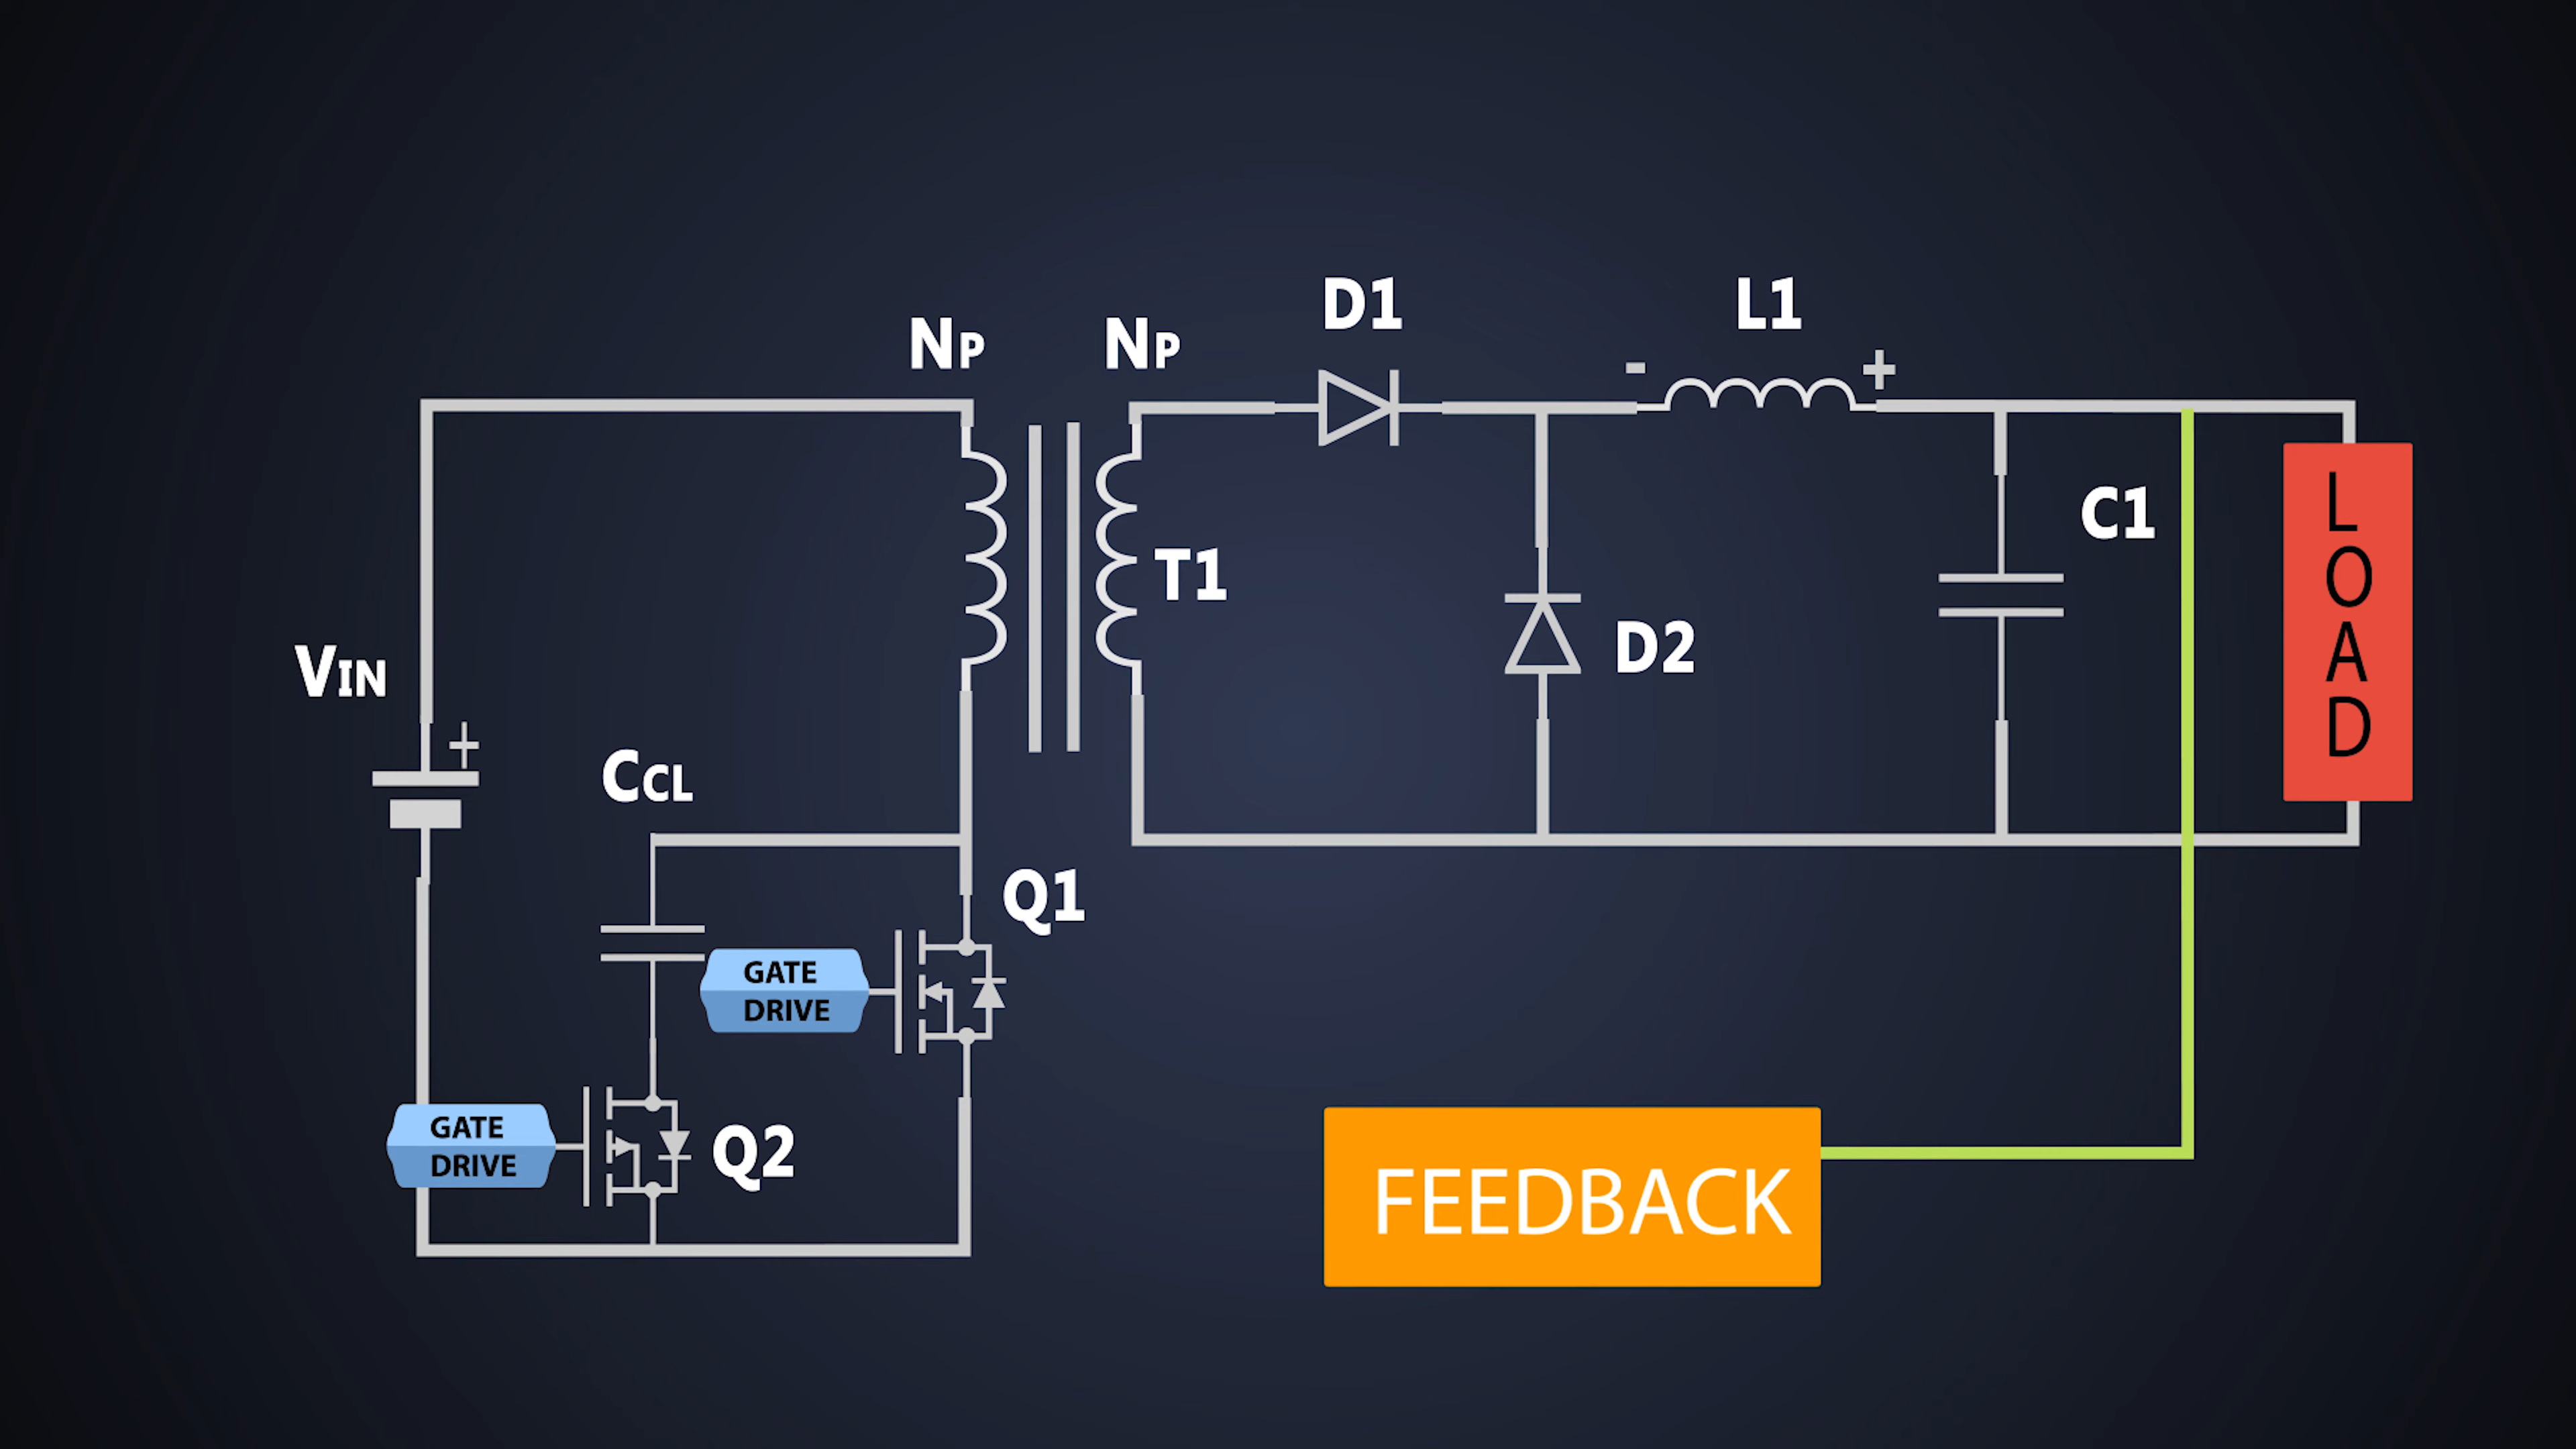 D1
L1
NP
NP
-
+
C1
LOAD
T1
D2
VIN
+
CCL
Q1
GATE
DRIVE
GATE
DRIVE
Q2
FEEDBACK